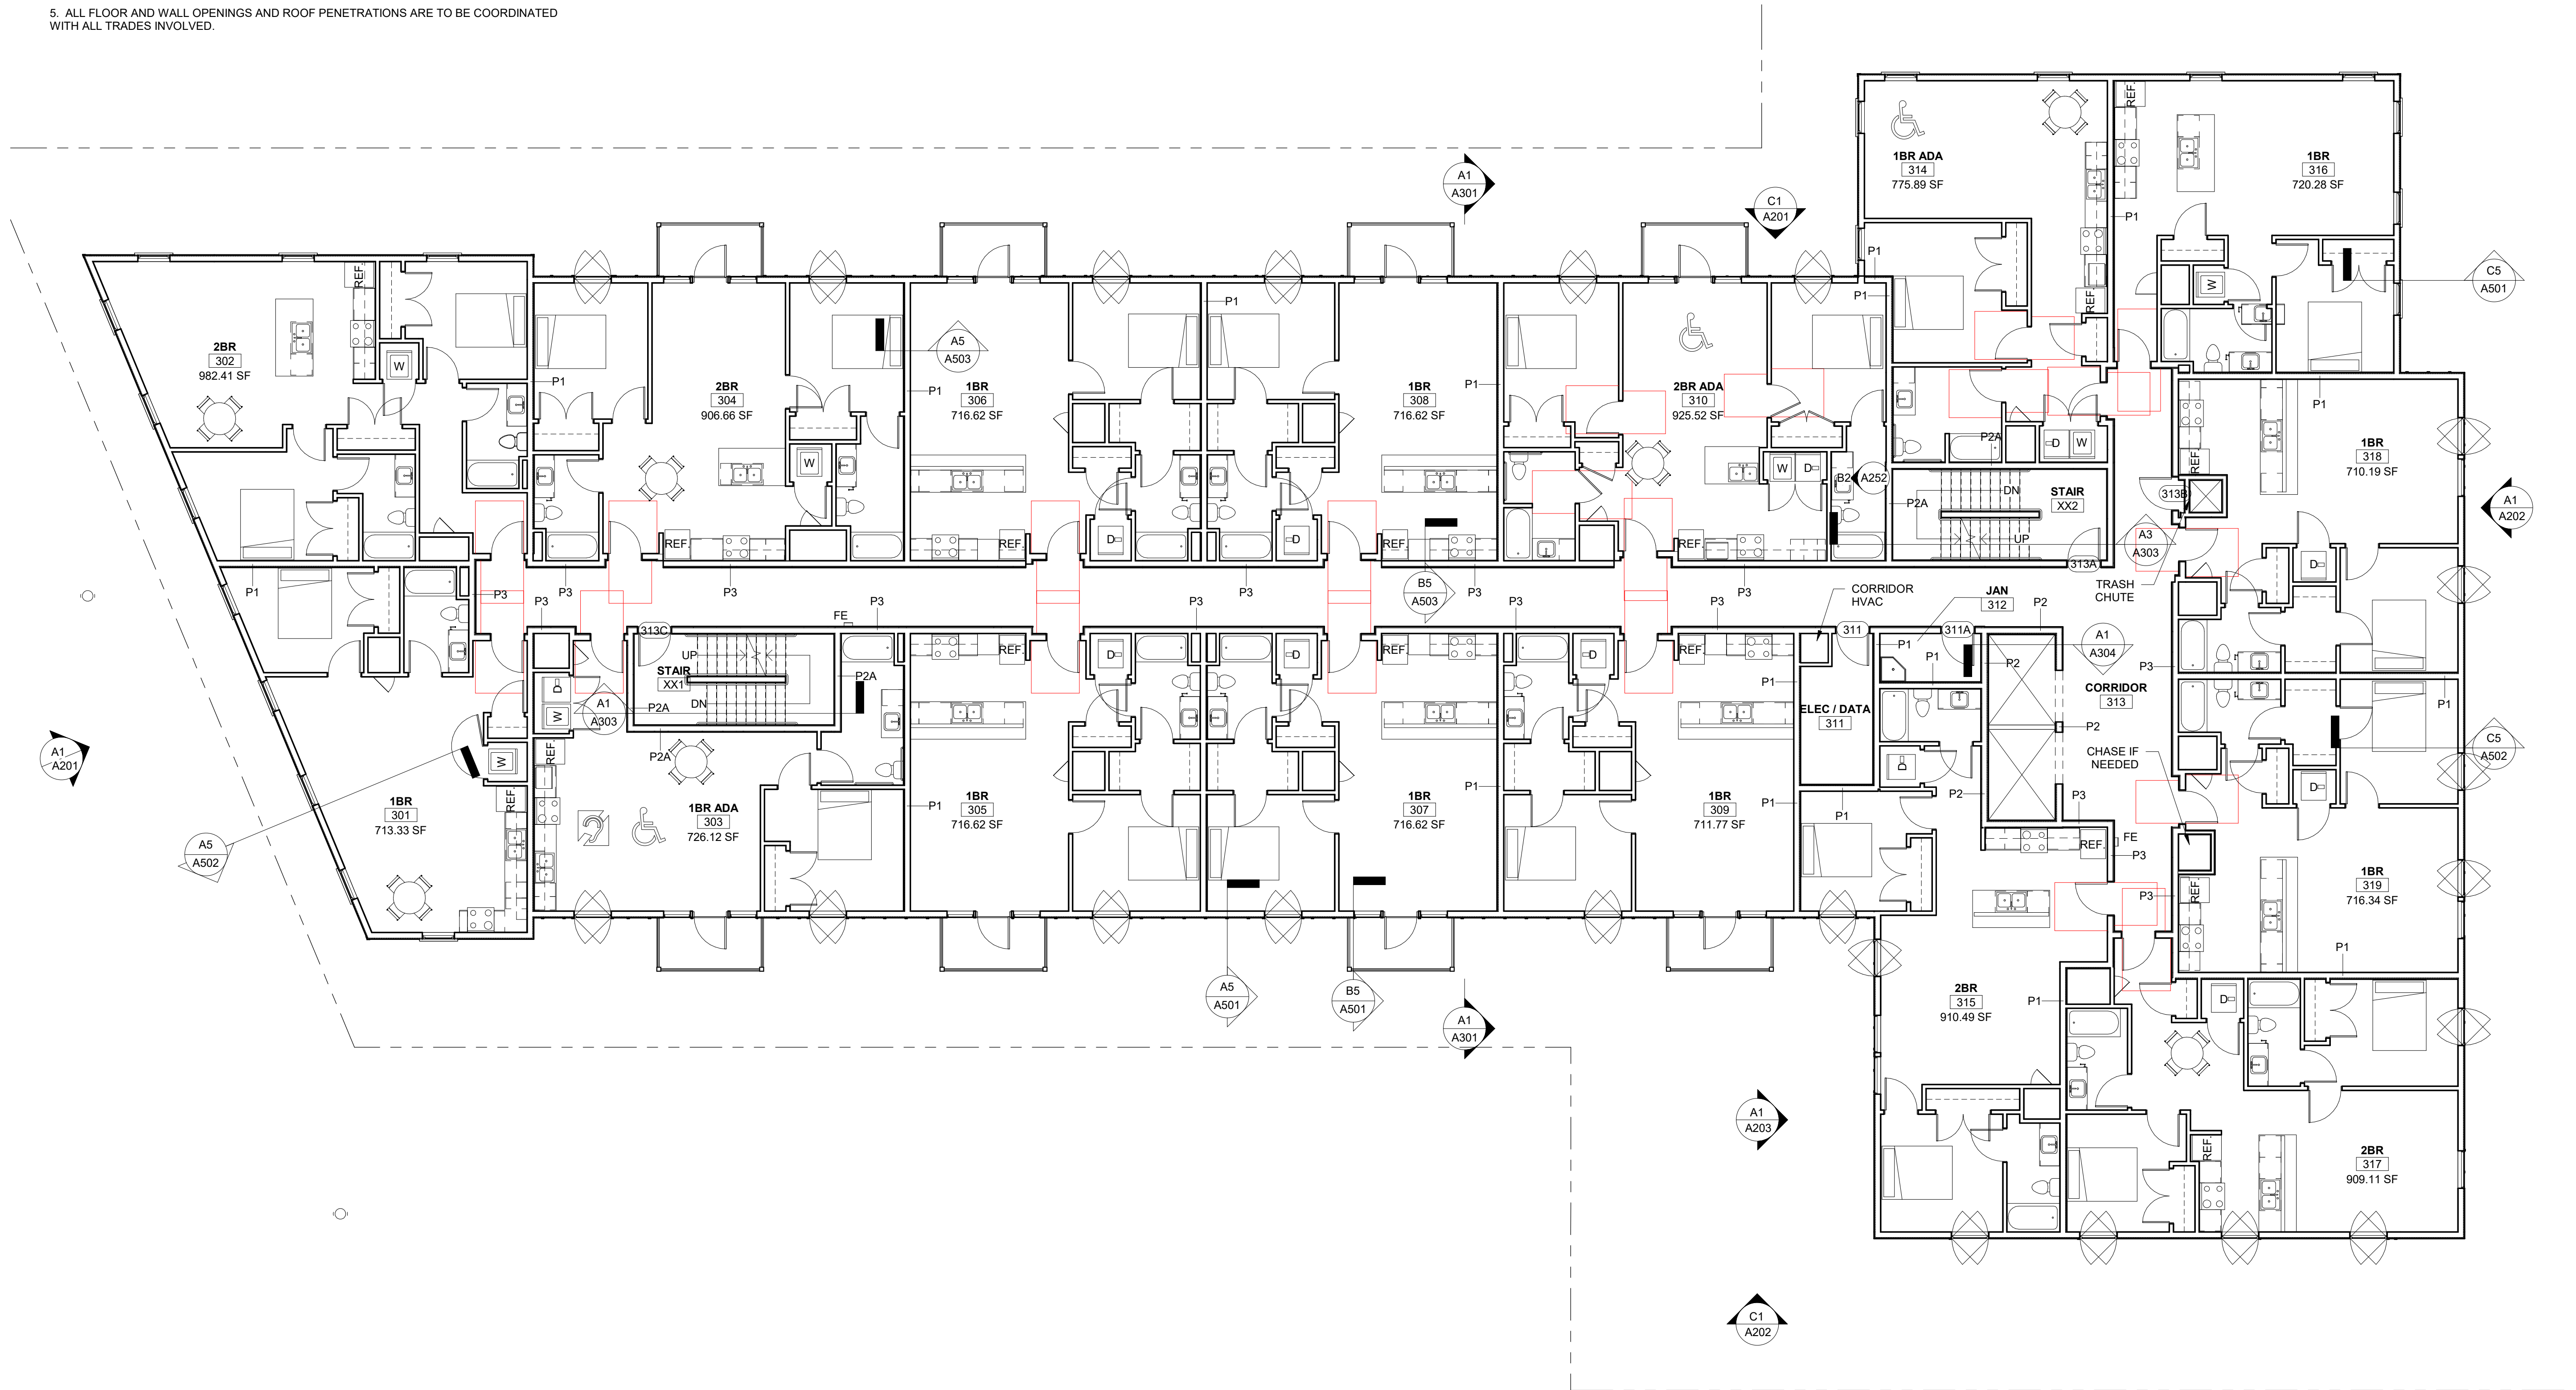 5. ALL FLOOR AND WALL OPENINGS AND ROOF PENETRATIONS ARE TO BE COORDINATED
WITH ALL TRADES INVOLVED.
1BR ADA
314
775.89 SF
REF.
1BR
316
720.28 SF
P1
REF.
P1
P1
W
C5
A501
A1
A301
C1
A201
2BR
302
982.41 SF
REF.
W
P1
2BR
304
906.66 SF
W
REF.
A5
A503
P1
1BR
306
716.62 SF
REF.
D
P1
1BR
308
716.62 SF
REF.
D
P1
2BR ADA
310
925.52 SF
W
D
REF.
B2
A252
P2A
D
W
P2A
STAIR
XX2
DN
UP
313A
313B
A3
A303
P1
1BR
318
710.19 SF
REF.
D
A1
A202
TRASH
CHUTE
P1
P3
P3
P3
P3
P3
FE
P3
P3
P3
B5
A503
P3
P3
P3
P3
CORRIDOR
HVAC
JAN
312
P2
313C
UP
STAIR
XX1
DN
P2A
P2A
P2A
D
W
A1
A303
REF.
D
D
REF.
D
REF.
P1
311
311A
P1
P1
P2
A1
A304
P3
CORRIDOR
313
P2
ELEC / DATA
311
P1
D
P2
P1
C5
A502
CHASE IF
NEEDED
D
A1
A201
A5
A502
1BR
301
713.33 SF
W
REF.
REF.
1BR ADA
303
726.12 SF
P1
1BR
305
716.62 SF
1BR
307
716.62 SF
P1
1BR
309
711.77 SF
P1
P1
P3
REF.
FE
P3
P3
REF.
1BR
319
716.34 SF
P1
A5
A501
B5
A501
A1
A301
2BR
315
910.49 SF
P1
D
A1
A203
REF.
2BR
317
909.11 SF
C1
A202